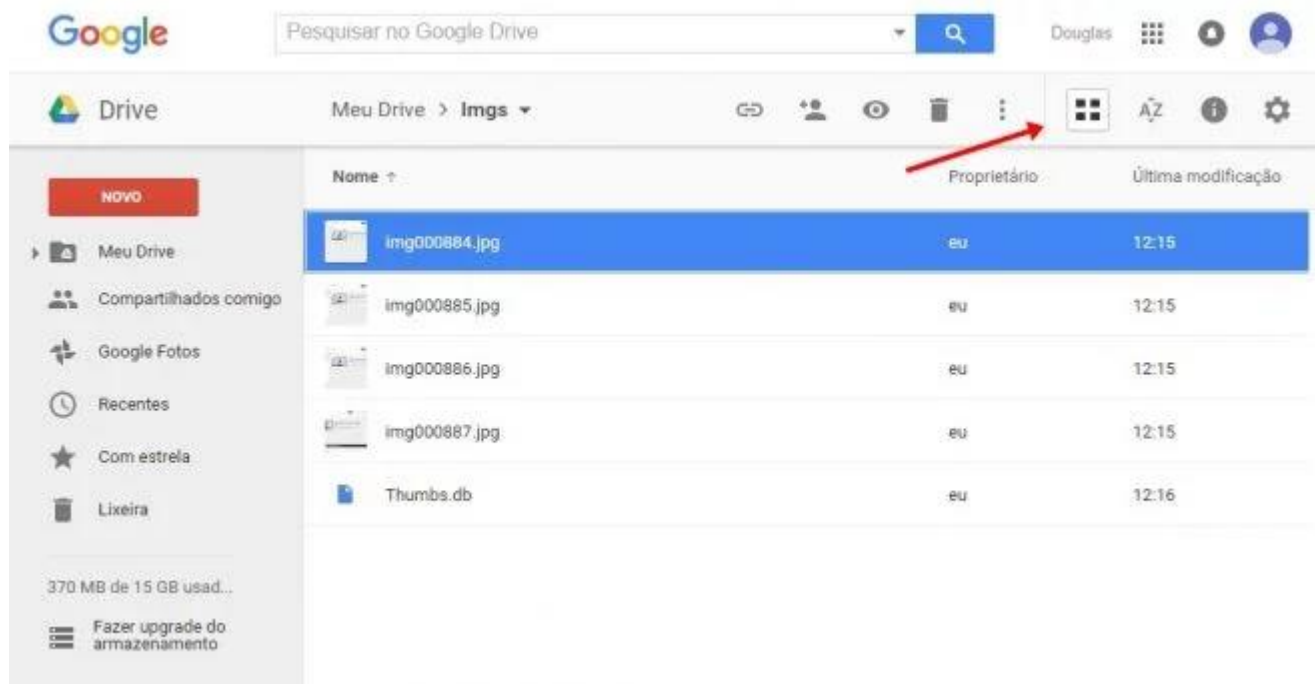 Google
Pesquisar no Google Drive
Douglas
Drive
Meu Drive > Imgs
AZ
NOVO
Meu Drive
Compartilhados comigo
Google Fotos
Recentes
Com estrela
Lixeira
370 MB de 15 GB usad...
Fazer upgrade do
armazenamento
Nome ↑ Proprietário Última modificação
img000884.jpg eu 12:15
img000885.jpg eu 12:15
img000886.jpg eu 12:15
img000887.jpg eu 12:15
Thumbs.db eu 12:16